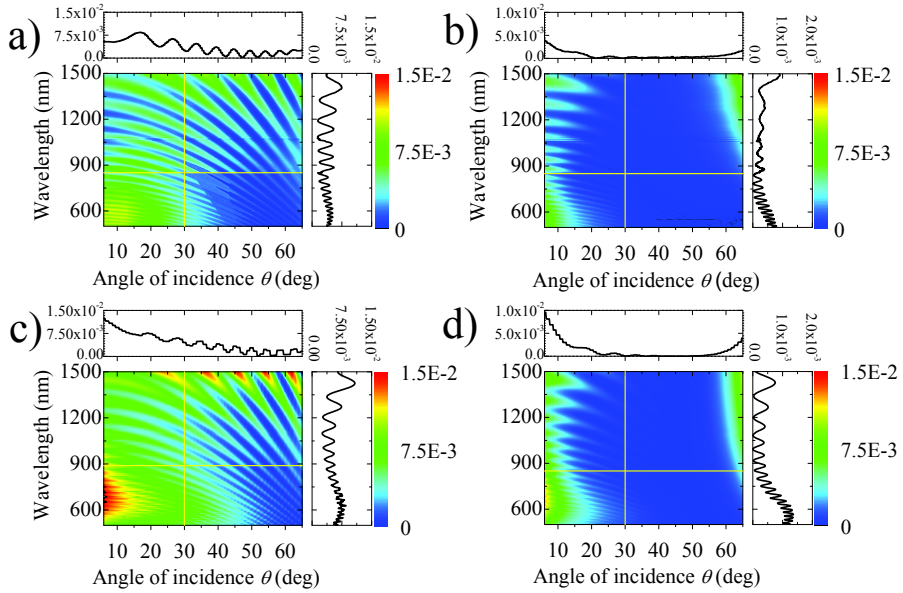 a)
1.5x10⁻²
7.5x10⁻³
0.0
0.0
7.5x10⁻³
1.5x10⁻²
1500
1200
900
600
Wavelength (nm)
10 20 30 40 50 60
Angle of incidence θ (deg)
1.5E-2
7.5E-3
0
b)
1.0x10⁻²
5.0x10⁻³
0.0
0.0
1.0x10⁻³
2.0x10⁻³
1500
1200
900
600
Wavelength (nm)
10 20 30 40 50 60
Angle of incidence θ (deg)
1.5E-2
7.5E-3
0
c)
1.50x10⁻²
7.50x10⁻³
0.00
0.00
7.50x10⁻³
1.50x10⁻²
1500
1200
900
600
Wavelength (nm)
10 20 30 40 50 60
Angle of incidence θ (deg)
1.5E-2
7.5E-3
0
d)
1.0x10⁻²
5.0x10⁻³
0.0
0.0
1.0x10⁻³
2.0x10⁻³
1500
1200
900
600
Wavelength (nm)
10 20 30 40 50 60
Angle of incidence θ (deg)
1.5E-2
7.5E-3
0